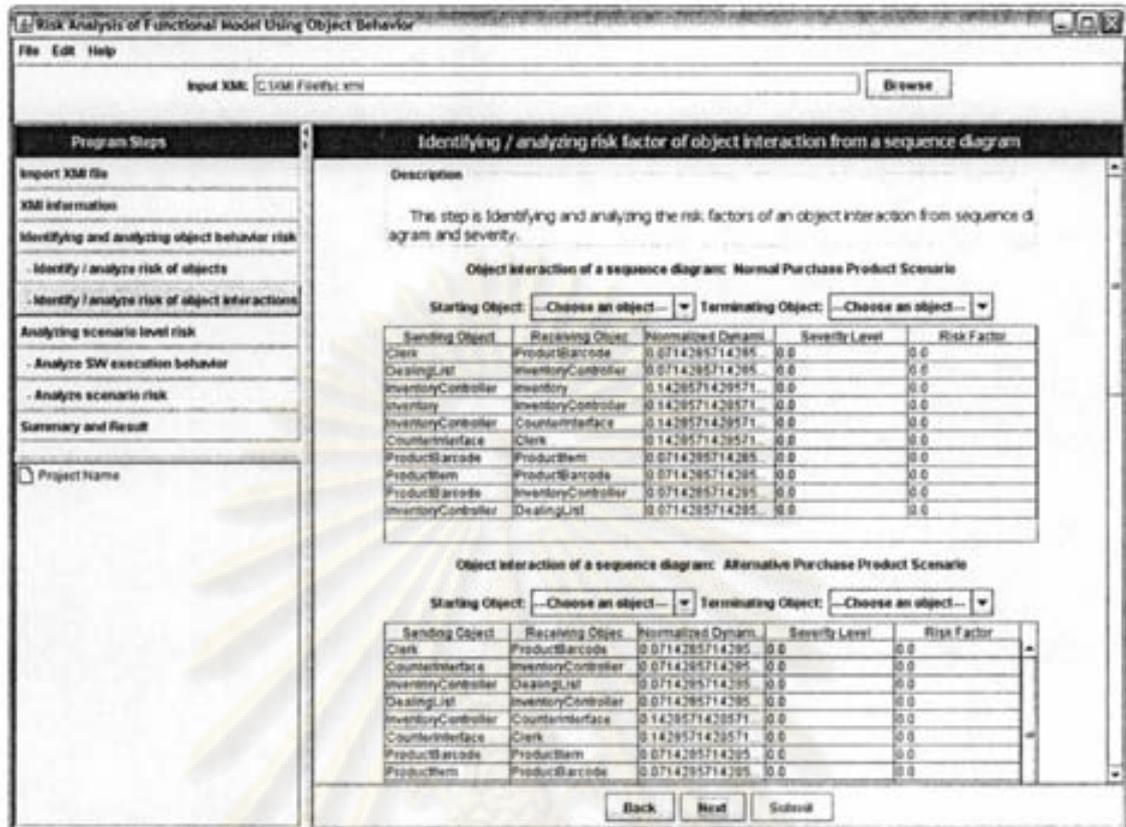 Risk Analysis of Functional Model Using Object Behavior
File Edit Help
Input XMI: C:\XMI File\fsc.xmi Browse
Program Steps
Import XMI file
XMI information
Identifying and analyzing object behavior risk
- Identify / analyze risk of objects
- Identify / analyze risk of object interactions
Analyzing scenario level risk
- Analyze SW execution behavior
- Analyze scenario risk
Summary and Result
Project Name
Identifying / analyzing risk factor of object interaction from a sequence diagram
Description
This step is Identifying and analyzing the risk factors of an object interaction from sequence di
agram and severity.
Object interaction of a sequence diagram: Normal Purchase Product Scenario
Starting Object: ---Choose an object--- Terminating Object: ---Choose an object---
Sending Object Receiving Objec Normalized Dynami... Severity Level Risk Factor
Clerk ProductBarcode 0.0714285714285... 0.0 0.0
DealingList InventoryController 0.0714285714285... 0.0 0.0
InventoryController Inventory 0.1428571428571... 0.0 0.0
Inventory InventoryController 0.1428571428571... 0.0 0.0
InventoryController CounterInterface 0.1428571428571... 0.0 0.0
CounterInterface Clerk 0.1428571428571... 0.0 0.0
ProductBarcode ProductItem 0.0714285714285... 0.0 0.0
ProductItem ProductBarcode 0.0714285714285... 0.0 0.0
ProductBarcode InventoryController 0.0714285714285... 0.0 0.0
InventoryController DealingList 0.0714285714285... 0.0 0.0
Object interaction of a sequence diagram: Alternative Purchase Product Scenario
Starting Object: ---Choose an object--- Terminating Object: ---Choose an object---
Sending Object Receiving Objec Normalized Dynami... Severity Level Risk Factor
Clerk ProductBarcode 0.0714285714285... 0.0 0.0
CounterInterface InventoryController 0.0714285714285... 0.0 0.0
InventoryController DealingList 0.0714285714285... 0.0 0.0
DealingList InventoryController 0.0714285714285... 0.0 0.0
InventoryController CounterInterface 0.1428571428571... 0.0 0.0
CounterInterface Clerk 0.1428571428571... 0.0 0.0
ProductBarcode ProductItem 0.0714285714285... 0.0 0.0
ProductItem ProductBarcode 0.0714285714285... 0.0 0.0
Back Next Submit